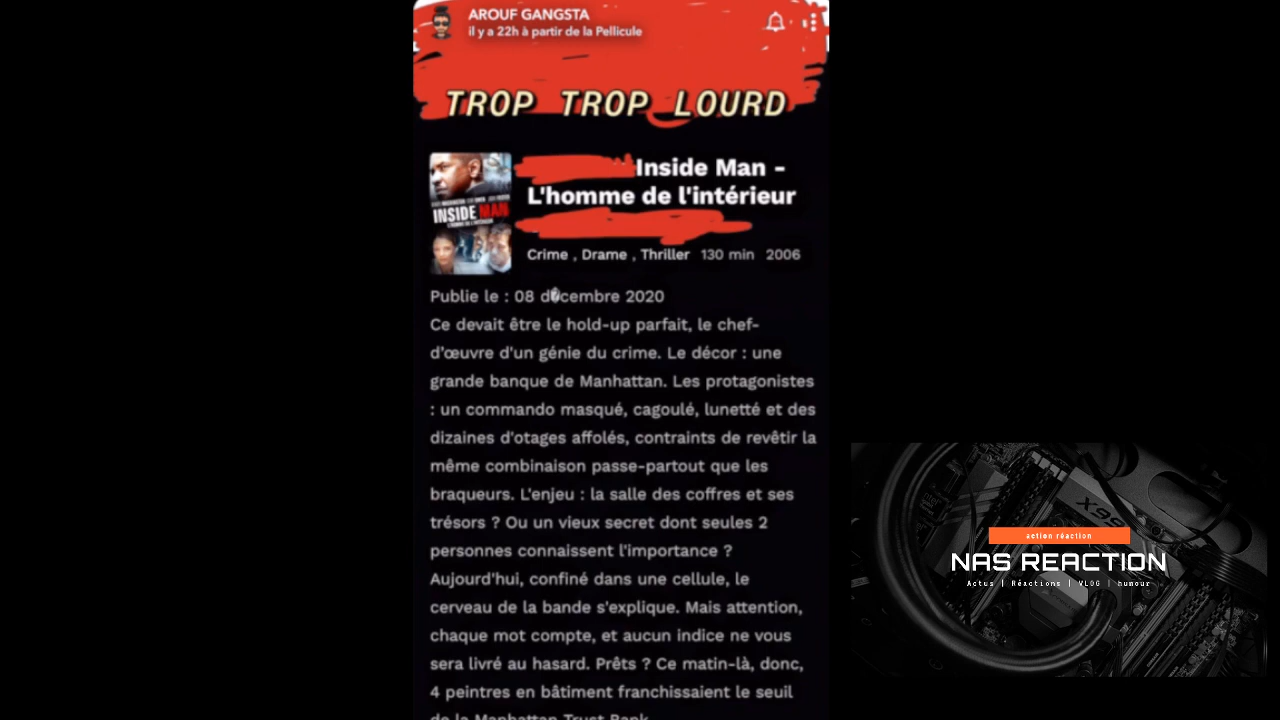 AROUF GANGSTA
il y a 22h à partir de la Pellicule
TROP TROP LOURD
INSIDE MAN
Inside Man -
L'homme de l'intérieur
Crime , Drame , Thriller 130 min 2006
Publie le : 08 d�cembre 2020
Ce devait être le hold-up parfait, le chef-
d'œuvre d'un génie du crime. Le décor : une
grande banque de Manhattan. Les protagonistes
: un commando masqué, cagoulé, lunetté et des
dizaines d'otages affolés, contraints de revêtir la
même combinaison passe-partout que les
braqueurs. L'enjeu : la salle des coffres et ses
trésors ? Ou un vieux secret dont seules 2
personnes connaissent l'importance ?
Aujourd'hui, confiné dans une cellule, le
cerveau de la bande s'explique. Mais attention,
chaque mot compte, et aucun indice ne vous
sera livré au hasard. Prêts ? Ce matin-là, donc,
4 peintres en bâtiment franchissaient le seuil
de la Manhattan Trust Bank
X99
action réaction
NAS REACTION
Actus | Réactions | VLOG | humour